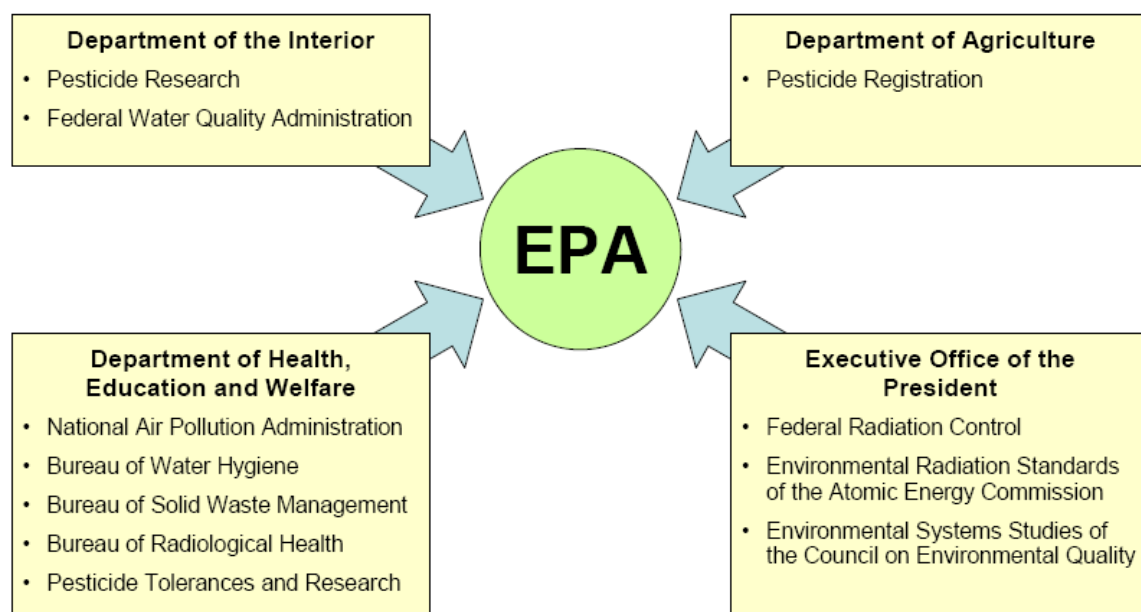 Department of the Interior
• Pesticide Research
• Federal Water Quality Administration
Department of Agriculture
• Pesticide Registration
EPA
Department of Health,
Education and Welfare
• National Air Pollution Administration
• Bureau of Water Hygiene
• Bureau of Solid Waste Management
• Bureau of Radiological Health
• Pesticide Tolerances and Research
Executive Office of the
President
• Federal Radiation Control
• Environmental Radiation Standards
of the Atomic Energy Commission
• Environmental Systems Studies of
the Council on Environmental Quality